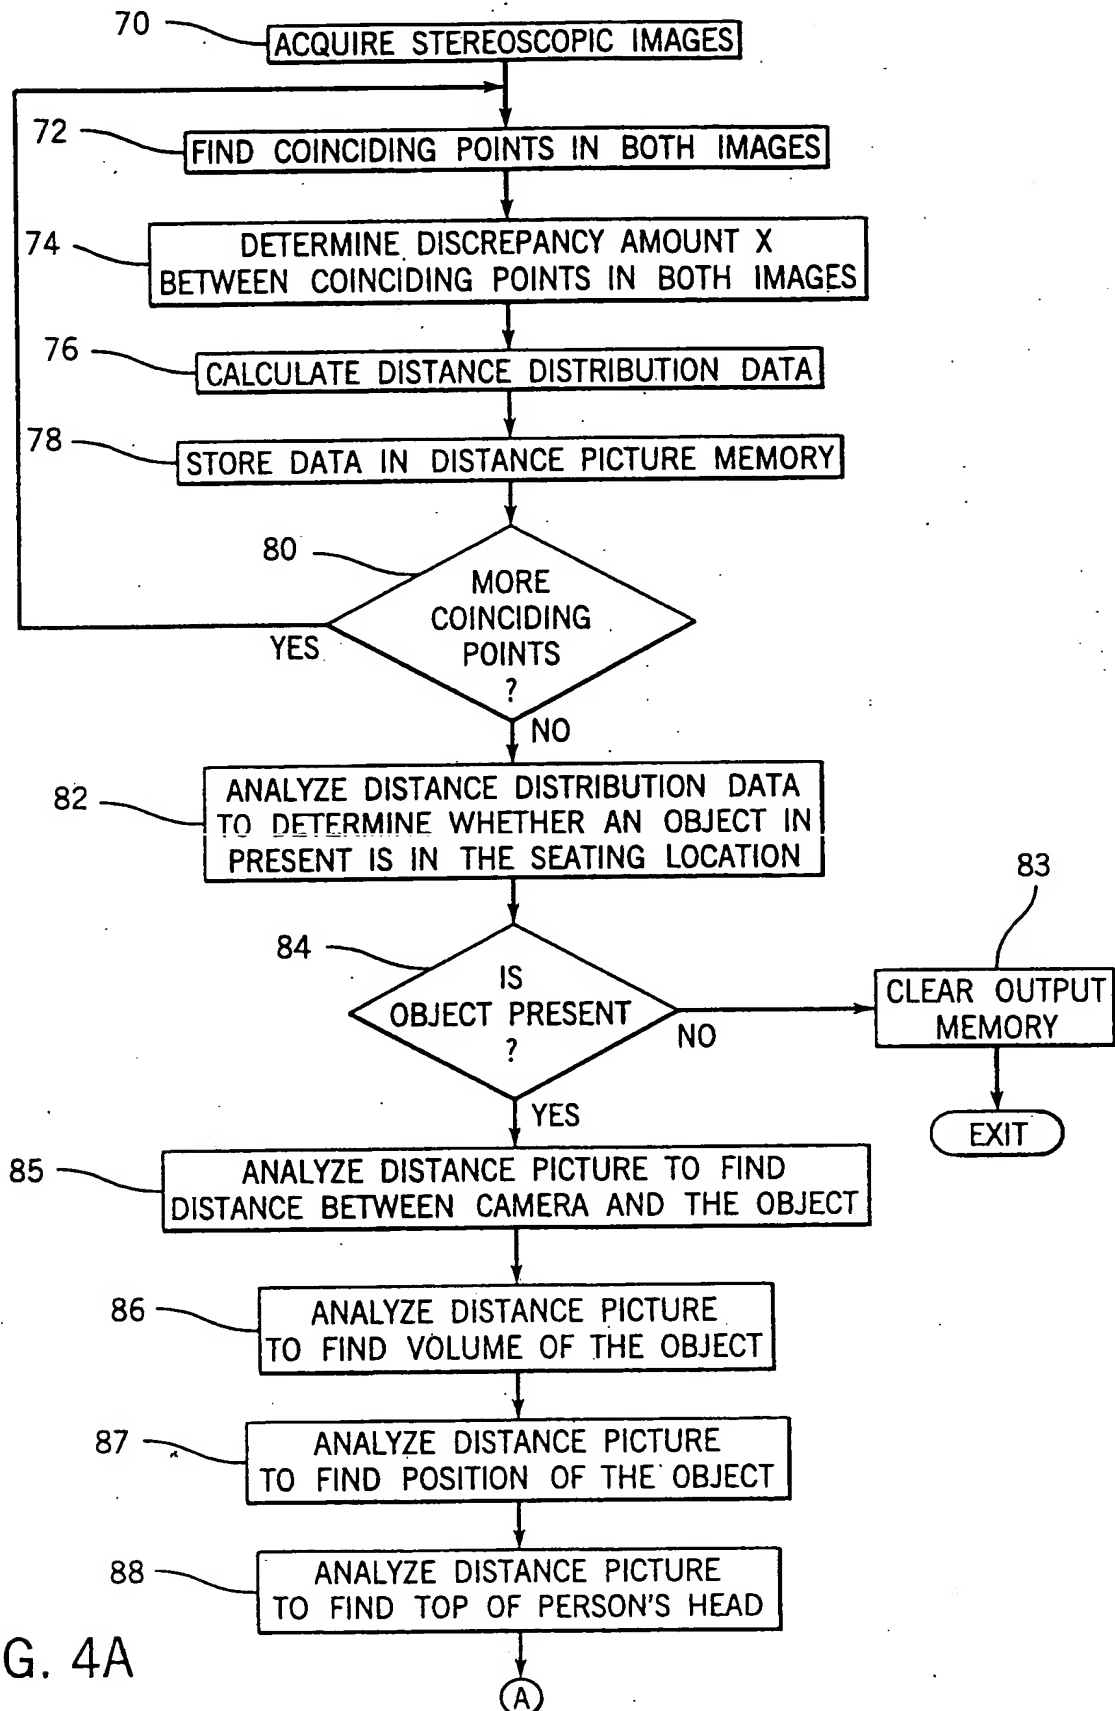 70
ACQUIRE STEREOSCOPIC IMAGES
72
FIND COINCIDING POINTS IN BOTH IMAGES
74
DETERMINE DISCREPANCY AMOUNT X
BETWEEN COINCIDING POINTS IN BOTH IMAGES
76
CALCULATE DISTANCE DISTRIBUTION DATA
78
STORE DATA IN DISTANCE PICTURE MEMORY
80
MORE
COINCIDING
POINTS
?
YES
NO
82
ANALYZE DISTANCE DISTRIBUTION DATA
TO DETERMINE WHETHER AN OBJECT IN
PRESENT IS IN THE SEATING LOCATION
83
84
IS
OBJECT PRESENT
?
NO
CLEAR OUTPUT
MEMORY
YES
EXIT
85
ANALYZE DISTANCE PICTURE TO FIND
DISTANCE BETWEEN CAMERA AND THE OBJECT
86
ANALYZE DISTANCE PICTURE
TO FIND VOLUME OF THE OBJECT
87
ANALYZE DISTANCE PICTURE
TO FIND POSITION OF THE OBJECT
88
ANALYZE DISTANCE PICTURE
TO FIND TOP OF PERSON'S HEAD
G. 4A
A